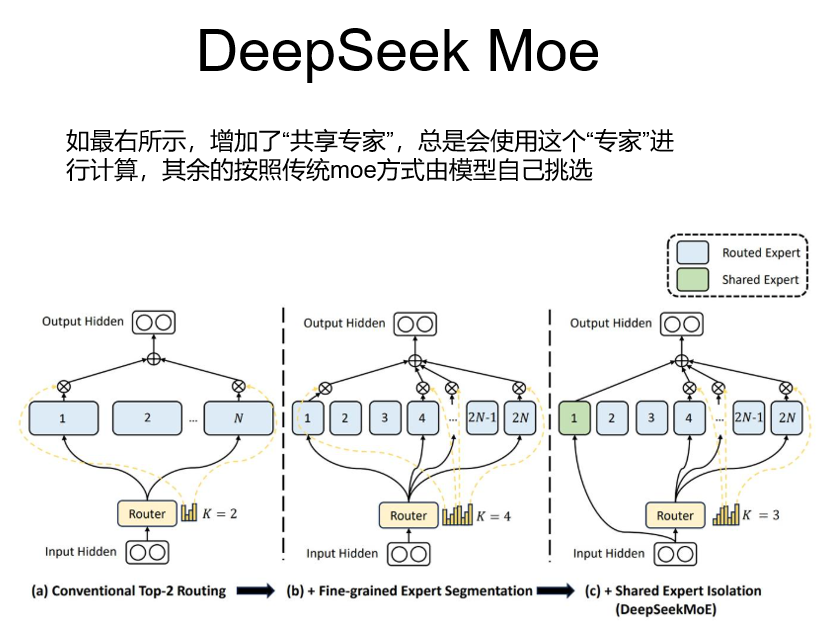 DeepSeek Moe
如最右所示，增加了“共享专家”，总是会使用这个“专家”进
行计算，其余的按照传统moe方式由模型自己挑选
Routed Expert
Shared Expert
Output Hidden
1
2
...
N
Router
K = 2
Input Hidden
(a) Conventional Top-2 Routing
Output Hidden
1
2
3
4
...
2N-1
2N
Router
K = 4
Input Hidden
(b) + Fine-grained Expert Segmentation
Output Hidden
1
2
3
4
...
2N-1
2N
Router
K = 3
Input Hidden
(c) + Shared Expert Isolation
(DeepSeekMoE)